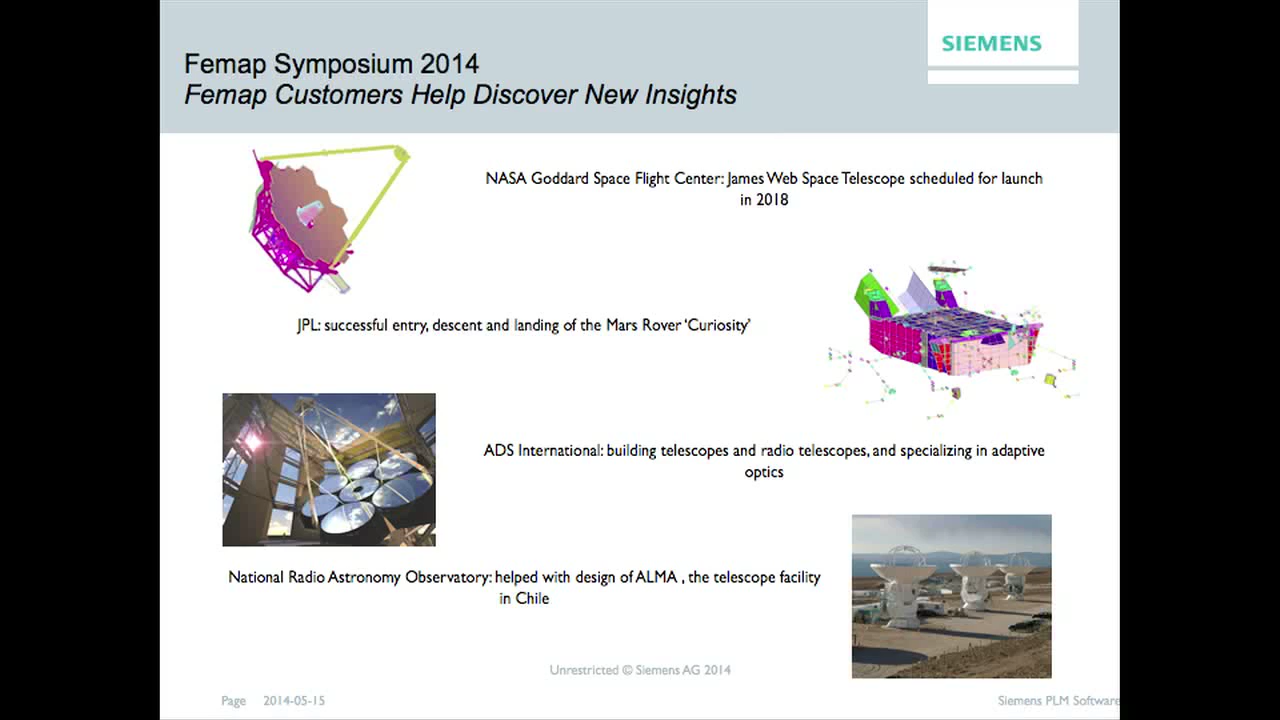 SIEMENS
Femap Symposium 2014
Femap Customers Help Discover New Insights
NASA Goddard Space Flight Center: James Web Space Telescope scheduled for launch
in 2018
JPL: successful entry, descent and landing of the Mars Rover ‘Curiosity’
ADS International: building telescopes and radio telescopes, and specializing in adaptive
optics
National Radio Astronomy Observatory: helped with design of ALMA , the telescope facility
in Chile
Unrestricted © Siemens AG 2014
Page 2014-05-15
Siemens PLM Software